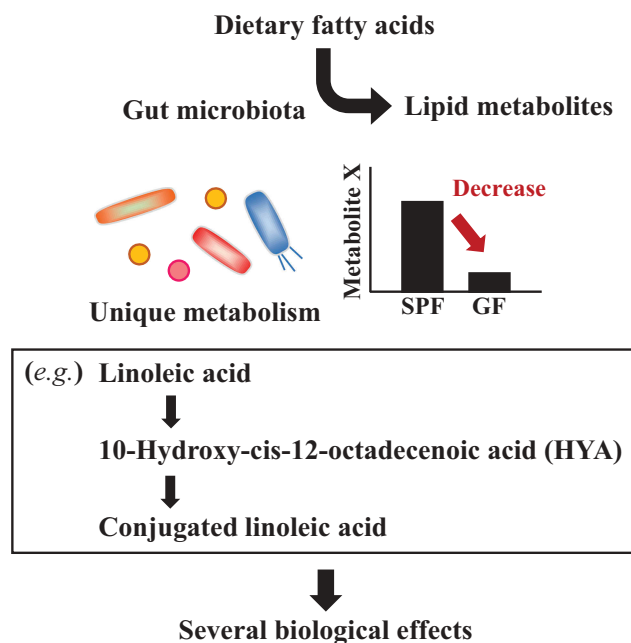 Dietary fatty acids
Gut microbiota
Lipid metabolites
Metabolite X
Decrease
SPF
GF
Unique metabolism
(e.g.) Linoleic acid
10-Hydroxy-cis-12-octadecenoic acid (HYA)
Conjugated linoleic acid
Several biological effects